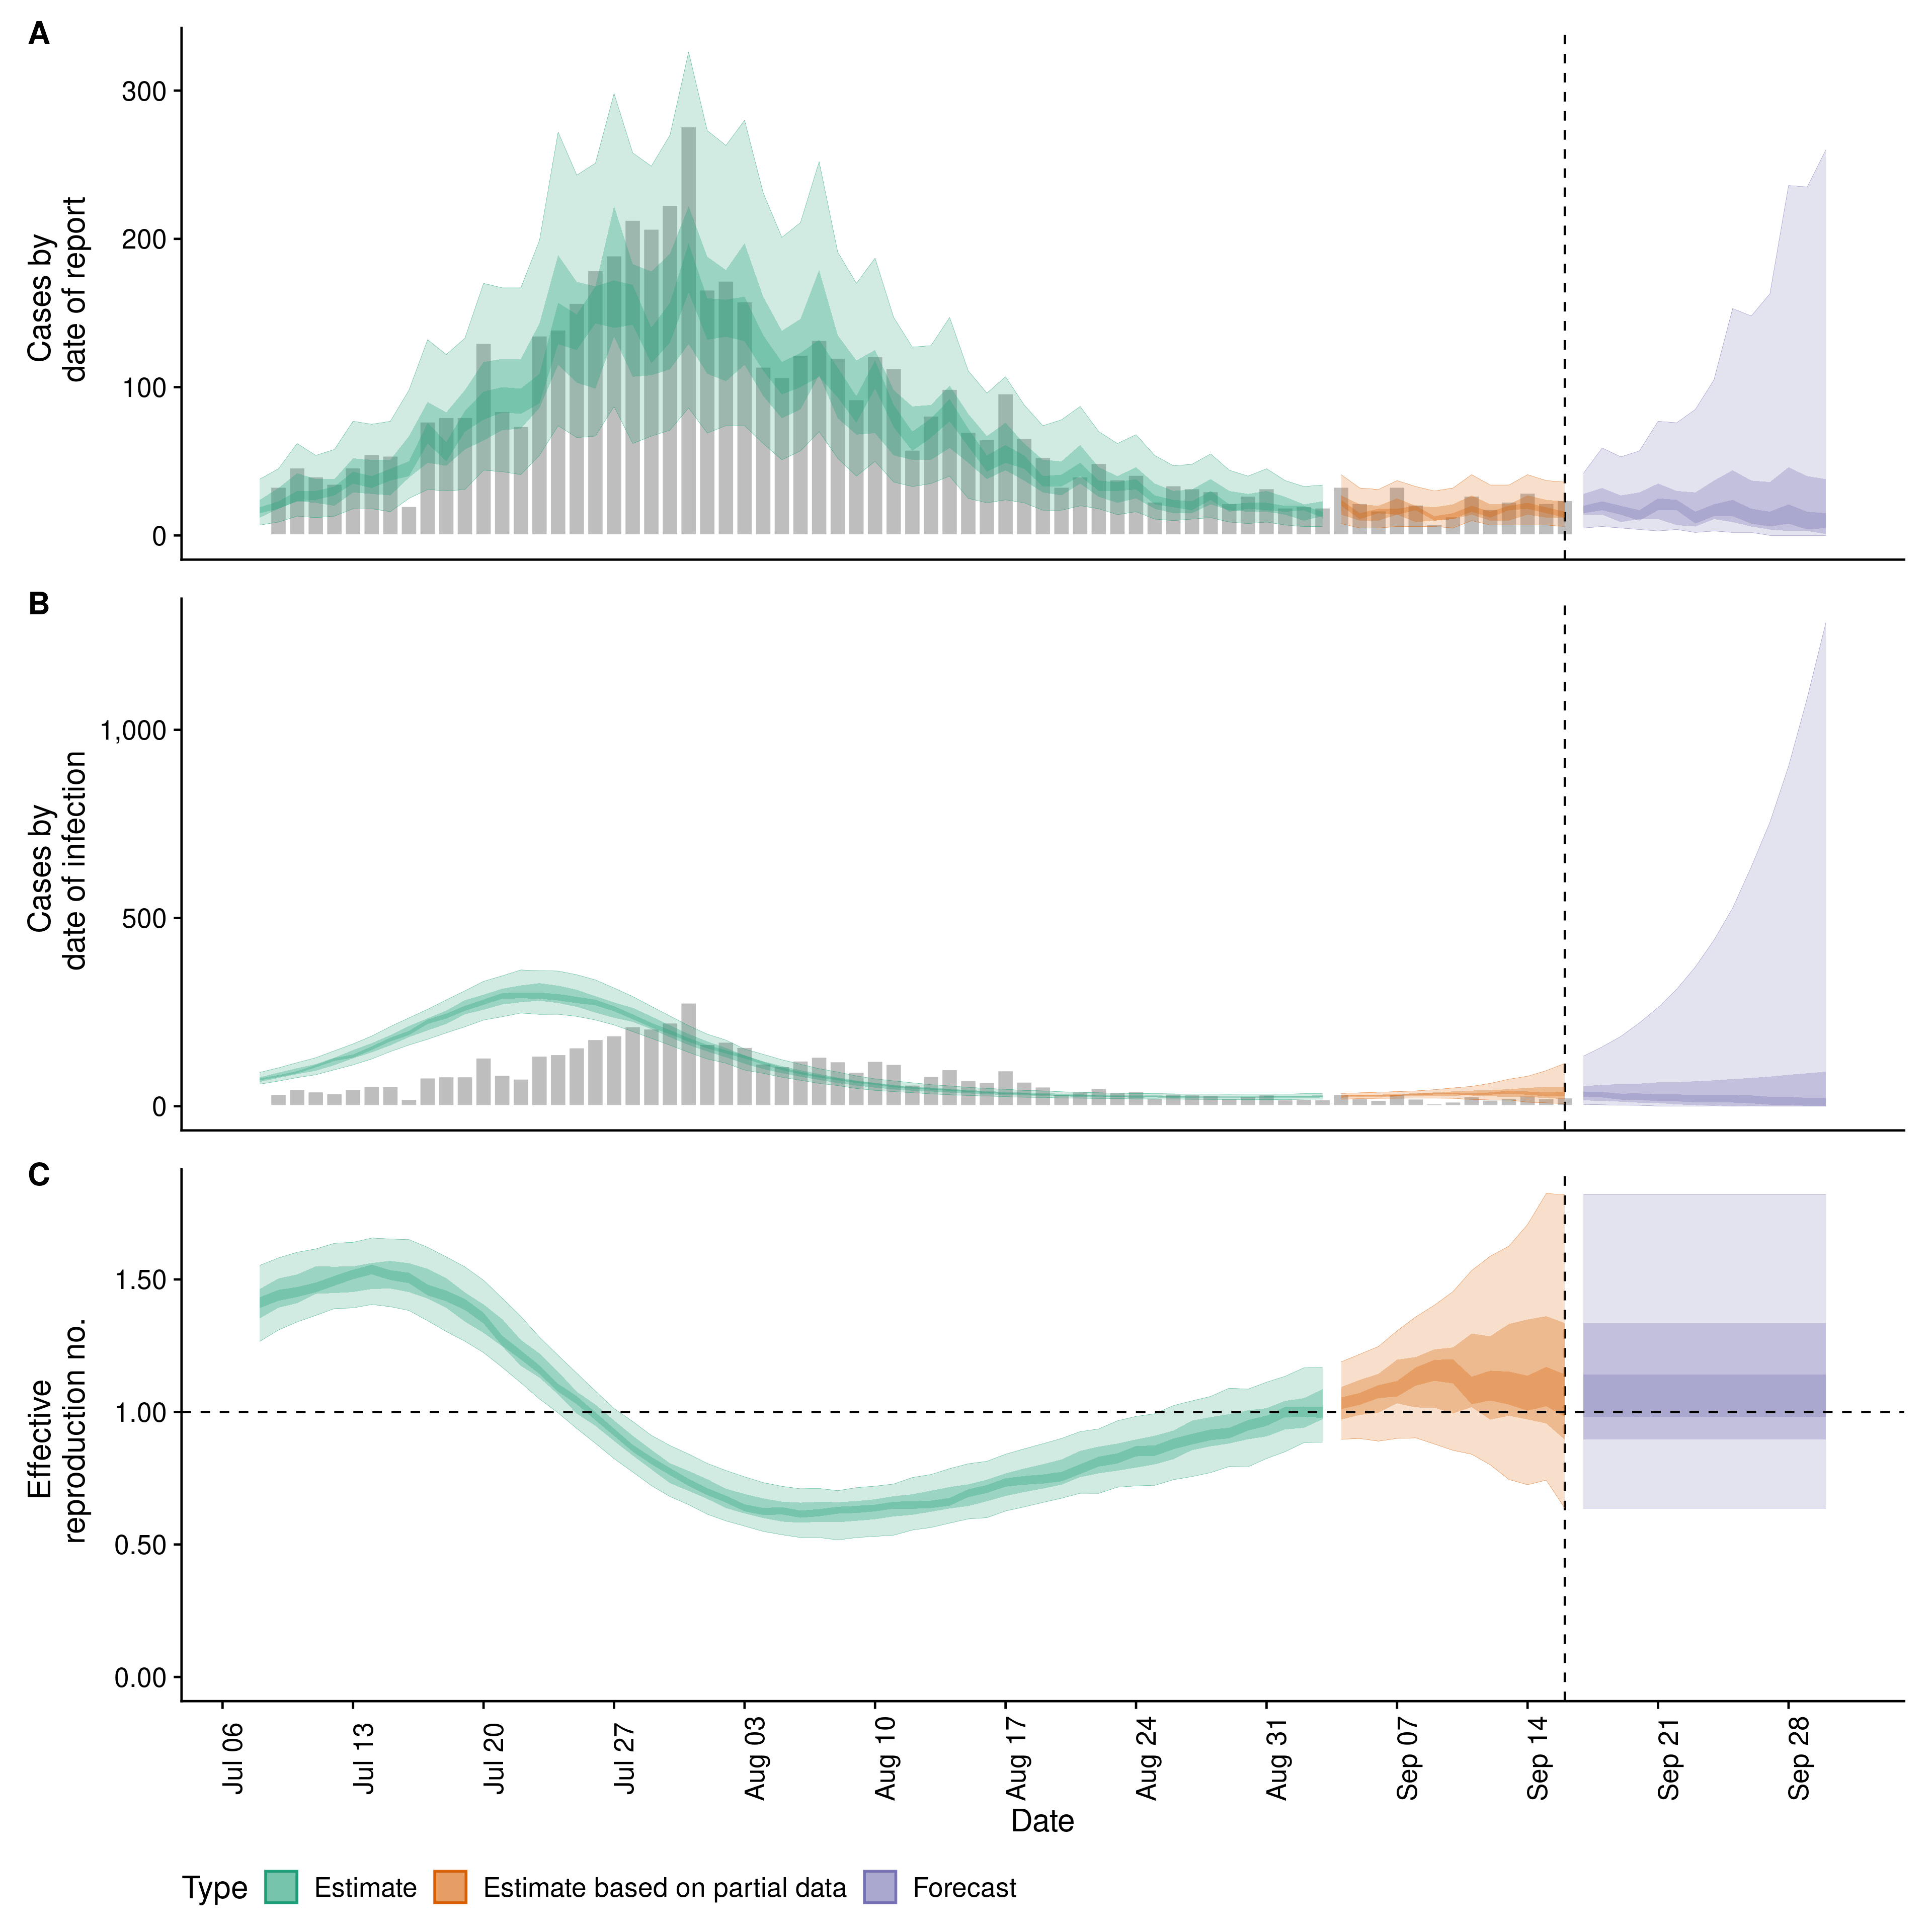 A
300
200
100
0
Cases by
date of report
B
1,000
500
0
Cases by
date of infection
C
1.50
1.00
0.50
0.00
Effective
reproduction no.
Jul 06
Jul 13
Jul 20
Jul 27
Aug 03
Aug 10
Aug 17
Aug 24
Aug 31
Sep 07
Sep 14
Sep 21
Sep 28
Date
Type Estimate Estimate based on partial data Forecast